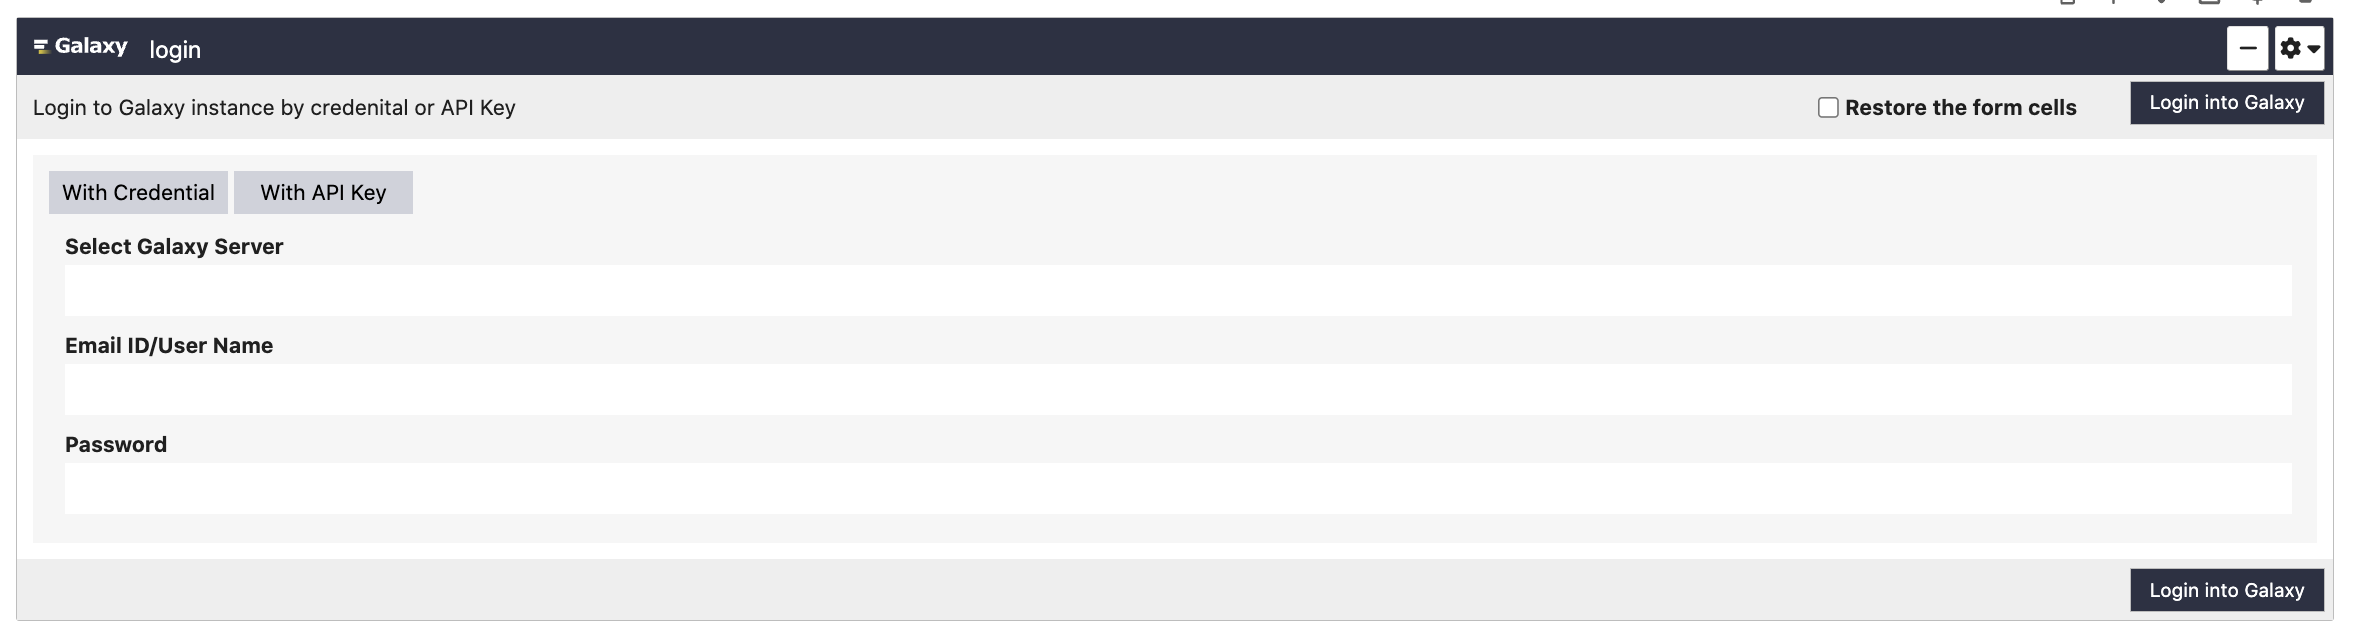 Galaxy login
Login to Galaxy instance by credenital or API Key
Restore the form cells
Login into Galaxy
With Credential
With API Key
Select Galaxy Server
Email ID/User Name
Password
Login into Galaxy